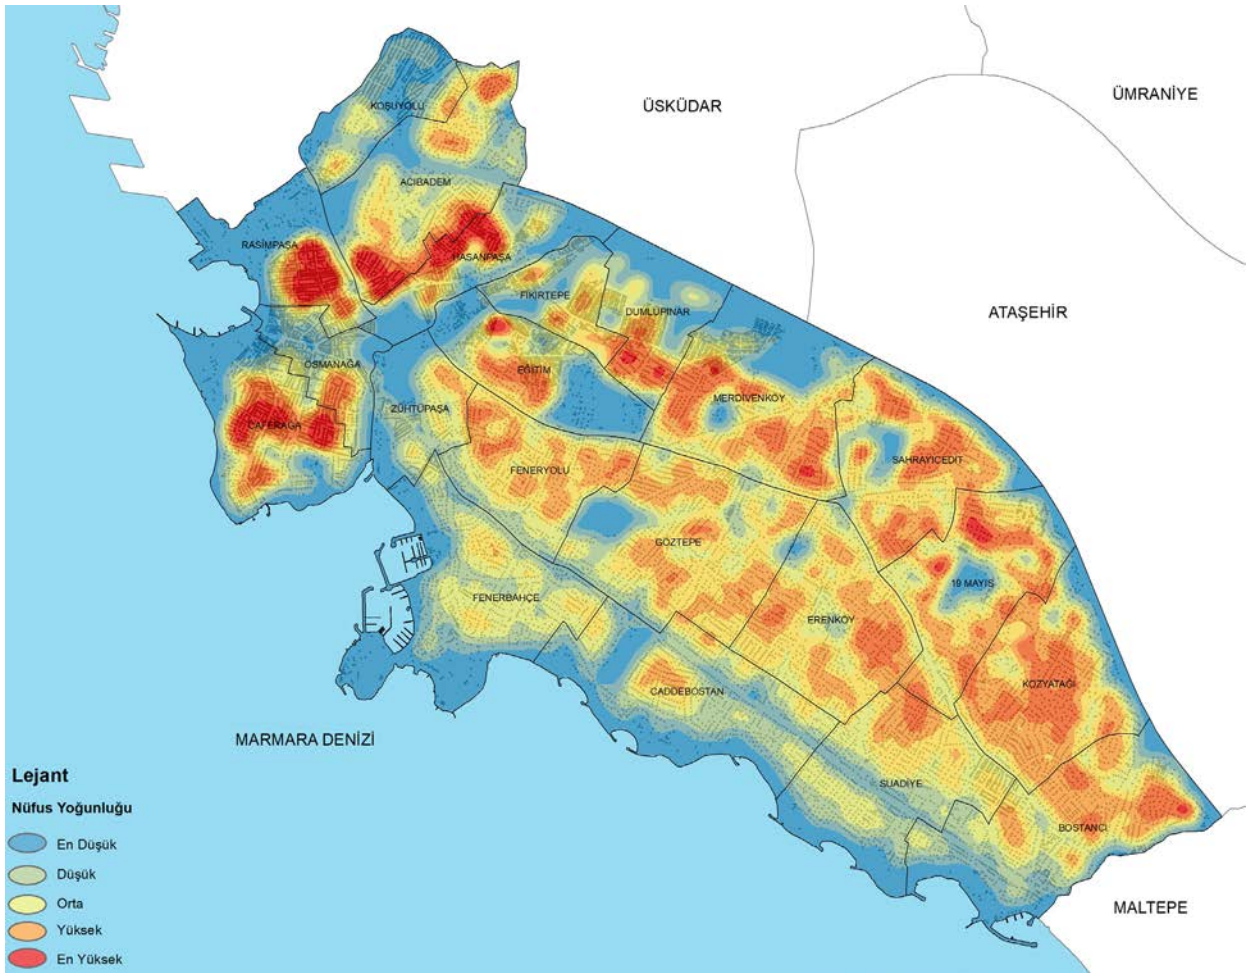 ÜMRANİYE
ÜSKÜDAR
KOŞUYOLU
ACIBADEM
RASİMPAŞA
HASANPAŞA
FİKİRTEPE
DUMLUPINAR
ATAŞEHİR
OSMANAĞA
EĞİTİM
MERDİVENKÖY
ZÜHTÜPAŞA
CAFERAĞA
SAHRAYICEDİT
FENERYOLU
GÖZTEPE
19 MAYIS
FENERBAHÇE
ERENKÖY
KOZYATAĞI
CADDEBOSTAN
MARMARA DENİZİ
SUADİYE
BOSTANCI
MALTEPE
Lejant
Nüfus Yoğunluğu
En Düşük
Düşük
Orta
Yüksek
En Yüksek